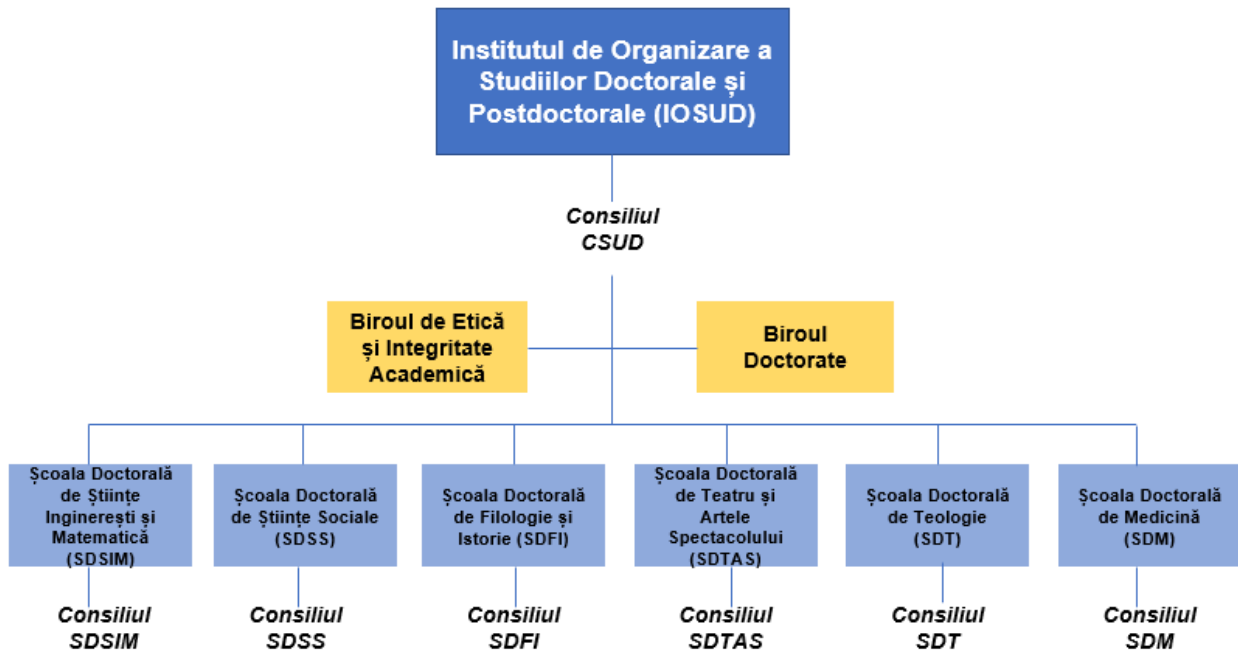 Institutul de Organizare a
Studiilor Doctorale și
Postdoctorale (IOSUD)
Consiliul
CSUD
Biroul de Etică
și Integritate
Academică
Biroul
Doctorate
Școala Doctorală
de Științe
Inginerești și
Matematică
(SDSIM)
Școala Doctorală
de Științe Sociale
(SDSS)
Școala Doctorală
de Filologie și
Istorie (SDFI)
Școala Doctorală
de Teatru și
Artele
Spectacolului
(SDTAS)
Școala Doctorală
de Teologie
(SDT)
Școala Doctorală
de Medicină
(SDM)
Consiliul
SDSIM
Consiliul
SDSS
Consiliul
SDFI
Consiliul
SDTAS
Consiliul
SDT
Consiliul
SDM